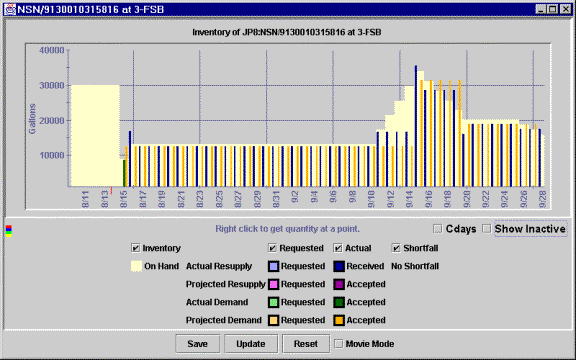 NSN/9130010315816 at 3-FSB
Inventory of JP8:NSN/9130010315816 at 3-FSB
40000
30000
20000
10000
Gallons
8/11 8/13 8/15 8/17 8/19 8/21 8/23 8/25 8/27 8/29 8/31 9/2 9/4 9/6 9/8 9/10 9/12 9/14 9/16 9/18 9/20 9/22 9/24 9/26 9/28
Right click to get quantity at a point. Cdays Show Inactive
Inventory Requested Actual Shortfall
On Hand Actual Resupply Requested Received No Shortfall
Projected Resupply Requested Accepted
Actual Demand Requested Accepted
Projected Demand Requested Accepted
Save Update Reset Movie Mode